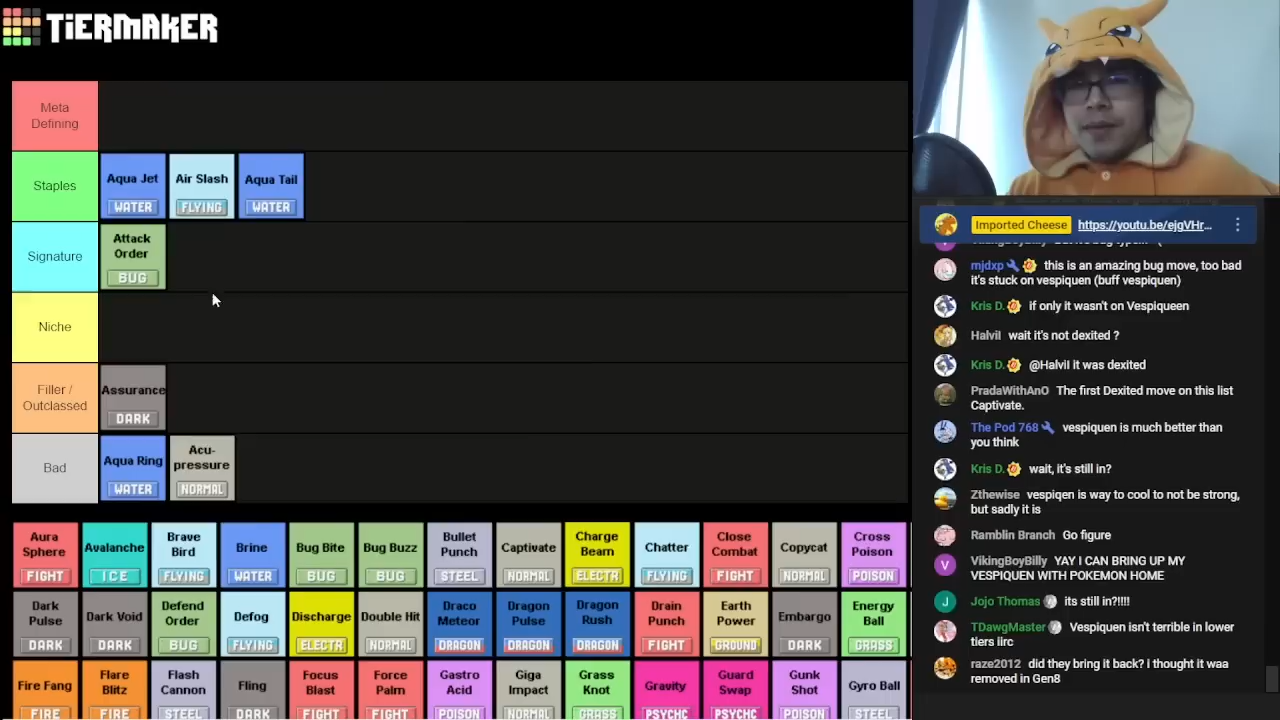 TIERMAKER
Meta
Defining
Staples
Aqua Jet
WATER
Air Slash
FLYING
Aqua Tail
WATER
Signature
Attack
Order
BUG
Niche
Filler /
Outclassed
Assurance
DARK
Bad
Aqua Ring
WATER
Acu-
pressure
NORMAL
Aura
Sphere
FIGHT
Avalanche
ICE
Brave
Bird
FLYING
Brine
WATER
Bug Bite
BUG
Bug Buzz
BUG
Bullet
Punch
STEEL
Captivate
NORMAL
Charge
Beam
ELECTR
Chatter
FLYING
Close
Combat
FIGHT
Copycat
NORMAL
Cross
Poison
POISON
Dark
Pulse
DARK
Dark Void
DARK
Defend
Order
BUG
Defog
FLYING
Discharge
ELECTR
Double Hit
NORMAL
Draco
Meteor
DRAGON
Dragon
Pulse
DRAGON
Dragon
Rush
DRAGON
Drain
Punch
FIGHT
Earth
Power
GROUND
Embargo
DARK
Energy
Ball
GRASS
Fire Fang
FIRE
Flare
Blitz
FIRE
Flash
Cannon
STEEL
Fling
DARK
Focus
Blast
FIGHT
Force
Palm
FIGHT
Gastro
Acid
POISON
Giga
Impact
NORMAL
Grass
Knot
GRASS
Gravity
PSYCHC
Guard
Swap
PSYCHC
Gunk
Shot
POISON
Gyro Ball
STEEL
Imported Cheese https://youtu.be/ejgVHr...
mjdxp this is an amazing bug move, too bad
it's stuck on vespiquen (buff vespiquen)
Kris D. if only it wasn't on Vespiqueen
HalviI wait it's not dexited ?
Kris D. @HalviI it was dexited
PradaWithAnO The first Dexited move on this list
Captivate.
The Pod 768 vespiquen is much better than
you think
Kris D. wait, it's still in?
Zthewise vespiqen is way to cool to not be strong,
but sadly it is
Ramblin Branch Go figure
V VikingBoyBilly YAY I CAN BRING UP MY
VESPIQUEN WITH POKEMON HOME
J Jojo Thomas its still in?!!!!
TDawgMaster Vespiquen isn't terrible in lower
tiers iirc
raze2012 did they bring it back? i thought it waa
removed in Gen8